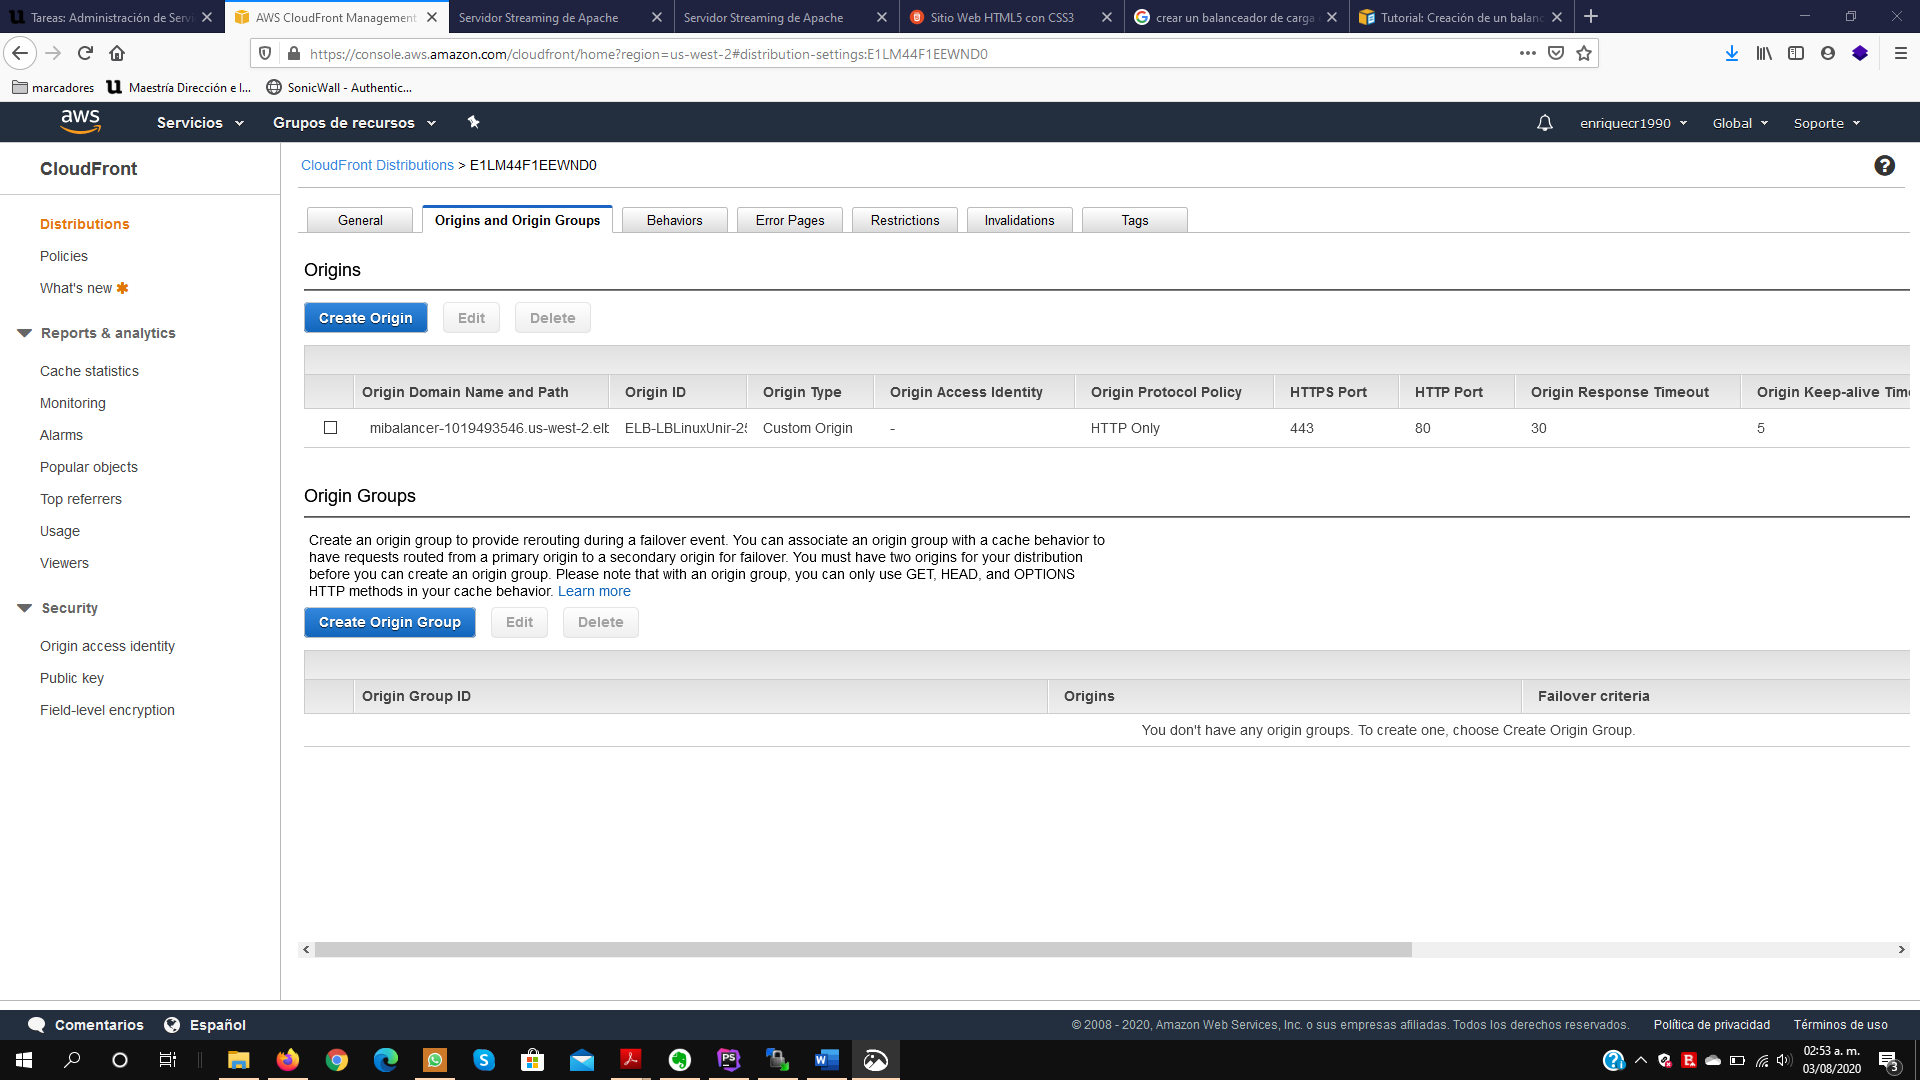 Tareas: Administración de Servi
AWS CloudFront Management
Servidor Streaming de Apache
Servidor Streaming de Apache
Sitio Web HTML5 con CSS3
crear un balanceador de carga
Tutorial: Creación de un balanc
https://console.aws.amazon.com/cloudfront/home?region=us-west-2#distribution-settings:E1LM44F1EEWND0
marcadores
Maestría Dirección e I...
SonicWall - Authentic...
aws
Servicios
Grupos de recursos
enriquecr1990
Global
Soporte
CloudFront
CloudFront Distributions > E1LM44F1EEWND0
General
Origins and Origin Groups
Behaviors
Error Pages
Restrictions
Invalidations
Tags
Distributions
Policies
What's new
Reports & analytics
Cache statistics
Monitoring
Alarms
Popular objects
Top referrers
Usage
Viewers
Security
Origin access identity
Public key
Field-level encryption
Origins
Create Origin
Edit
Delete
Origin Domain Name and Path
Origin ID
Origin Type
Origin Access Identity
Origin Protocol Policy
HTTPS Port
HTTP Port
Origin Response Timeout
Origin Keep-alive Time
mibalancer-1019493546.us-west-2.elb
ELB-LBLinuxUnir-25
Custom Origin
-
HTTP Only
443
80
30
5
Origin Groups
Create an origin group to provide rerouting during a failover event. You can associate an origin group with a cache behavior to
have requests routed from a primary origin to a secondary origin for failover. You must have two origins for your distribution
before you can create an origin group. Please note that with an origin group, you can only use GET, HEAD, and OPTIONS
HTTP methods in your cache behavior. Learn more
Create Origin Group
Edit
Delete
Origin Group ID
Origins
Failover criteria
You don't have any origin groups. To create one, choose Create Origin Group.
Comentarios
Español
© 2008 - 2020, Amazon Web Services, Inc. o sus empresas afiliadas. Todos los derechos reservados.
Política de privacidad
Términos de uso
02:53 a. m.
03/08/2020
3